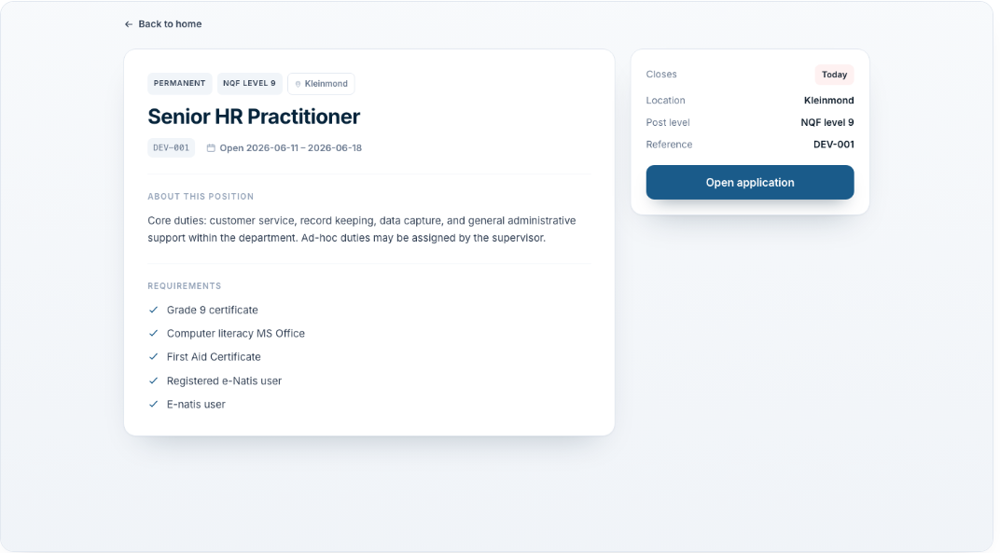 Back to home
PERMANENT NQF LEVEL 9 Kleinmond
Senior HR Practitioner
DEV-001 Open 2026-06-11 – 2026-06-18
ABOUT THIS POSITION
Core duties: customer service, record keeping, data capture, and general administrative
support within the department. Ad-hoc duties may be assigned by the supervisor.
REQUIREMENTS
Grade 9 certificate
Computer literacy MS Office
First Aid Certificate
Registered e-Natis user
E-natis user
Closes Today
Location Kleinmond
Post level NQF level 9
Reference DEV-001
Open application